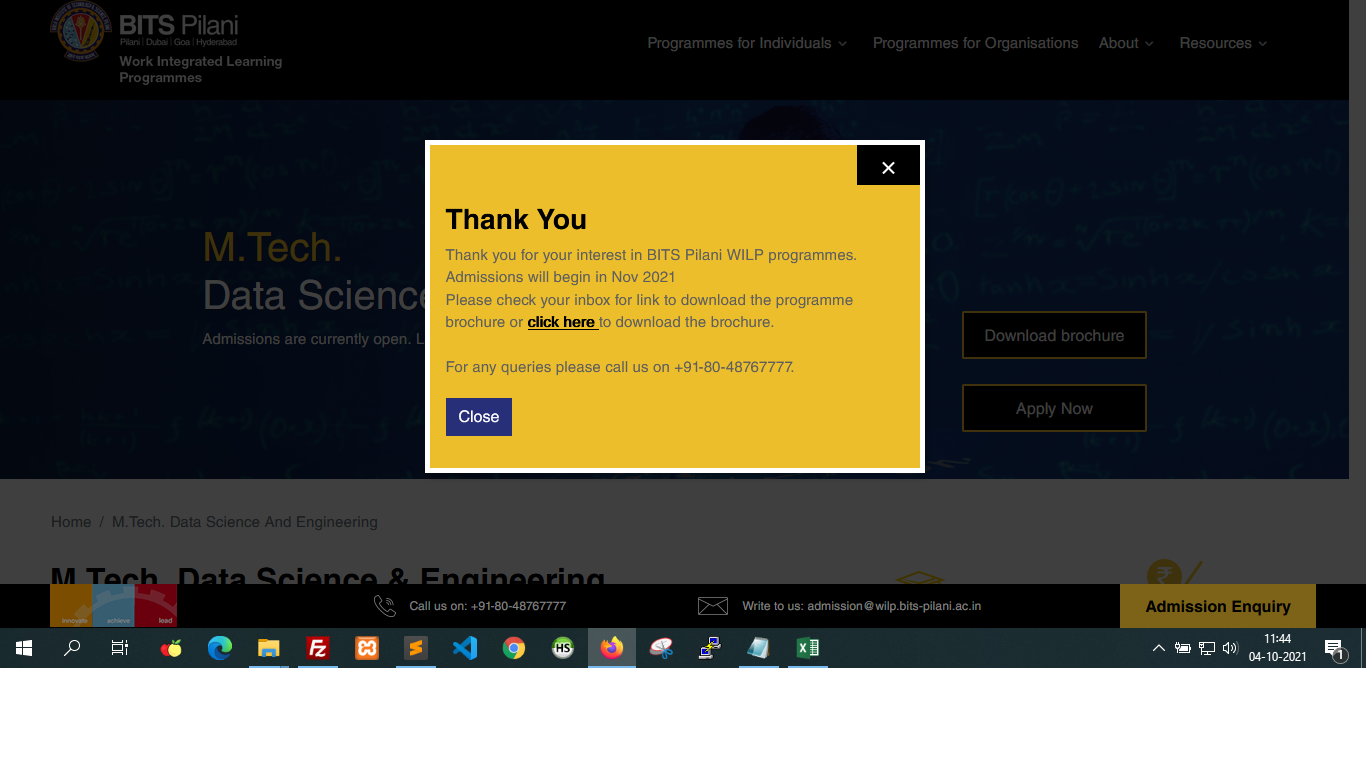 BITS Pilani
Pilani | Dubai | Goa | Hyderabad
Work Integrated Learning
Programmes
Programmes for Individuals
Programmes for Organisations
About
Resources
Thank You
Thank you for your interest in BITS Pilani WILP programmes.
Admissions will begin in Nov 2021
Please check your inbox for link to download the programme
brochure or click here to download the brochure.
For any queries please call us on +91-80-48767777.
Close
M.Tech.
Data Science
Admissions are currently open. L
Download brochure
Apply Now
Home / M.Tech. Data Science And Engineering
M.Tech. Data Science & Engineering
innovate achieve lead
Call us on: +91-80-48767777
Write to us: admission@wilp.bits-pilani.ac.in
Admission Enquiry
HS
11:44
04-10-2021
1